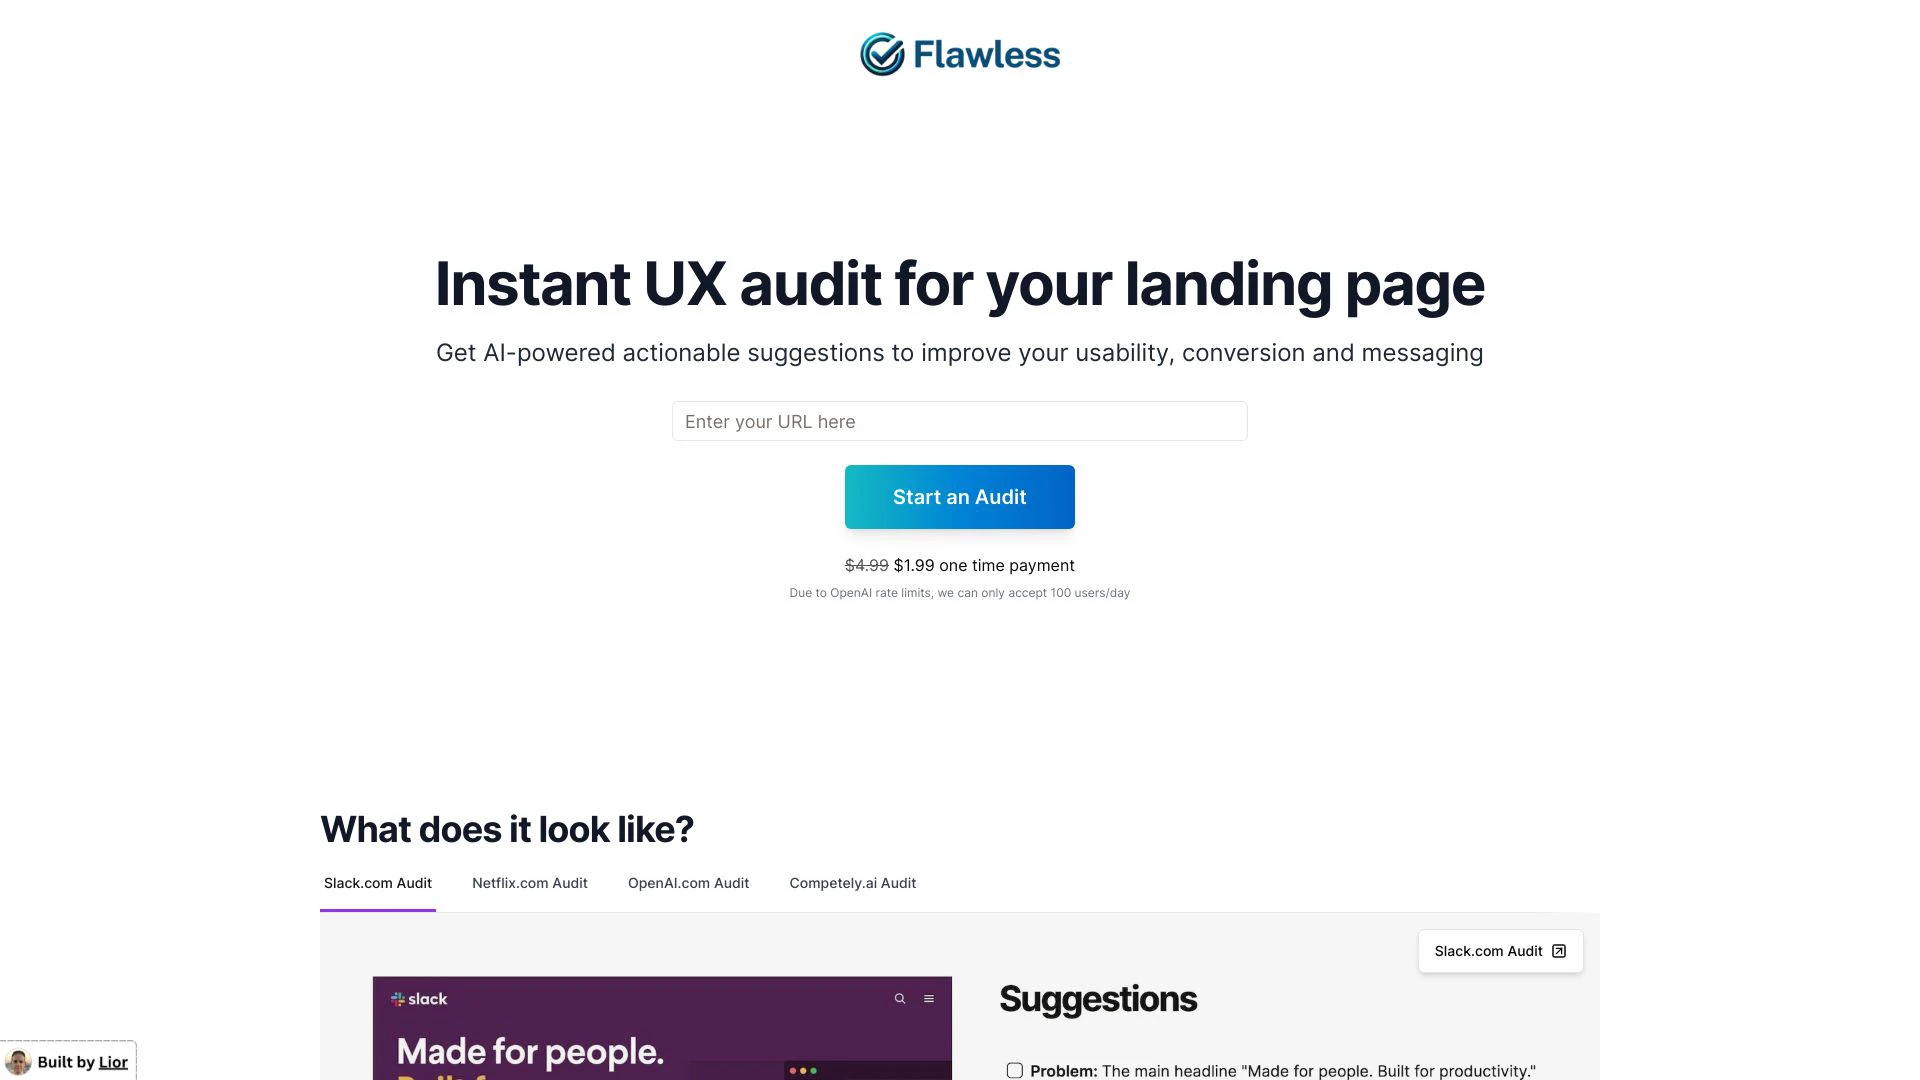 Flawless
Instant UX audit for your landing page
Get AI-powered actionable suggestions to improve your usability, conversion and messaging
Enter your URL here
Start an Audit
$4.99 $1.99 one time payment
Due to OpenAI rate limits, we can only accept 100 users/day
What does it look like?
Slack.com Audit Netflix.com Audit OpenAI.com Audit Competely.ai Audit
Slack.com Audit
slack
Suggestions
Made for people.
Problem: The main headline "Made for people. Built for productivity."
Built by Lior